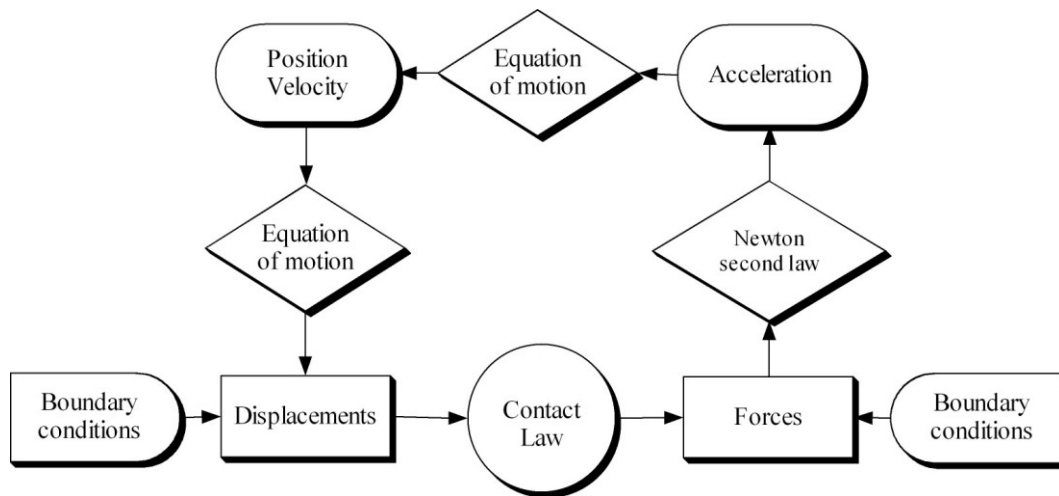 Position
Velocity
Equation
of motion
Acceleration
Equation
of motion
Newton
second law
Boundary
conditions
Displacements
Contact
Law
Forces
Boundary
conditions